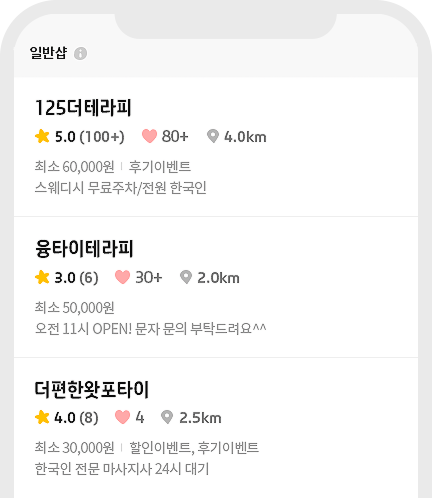 일반샵
125더테라피
5.0 (100+) 80+ 4.0km
최소 60,000원 | 후기이벤트
스웨디시 무료주차/전원 한국인
융타이테라피
3.0 (6) 30+ 2.0km
최소 50,000원
오전 11시 OPEN! 문자 문의 부탁드려요^^
더편한왓포타이
4.0 (8) 4 2.5km
최소 30,000원 | 할인이벤트, 후기이벤트
한국인 전문 마사지사 24시 대기